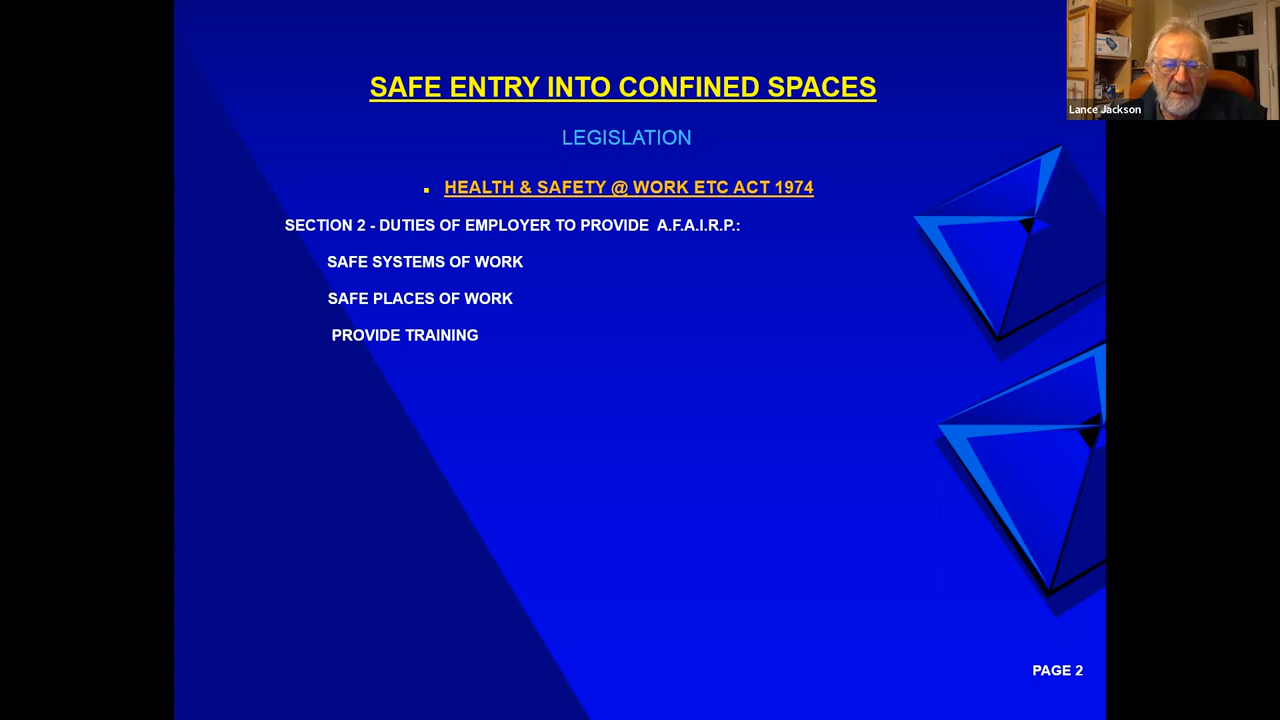 SAFE ENTRY INTO CONFINED SPACES
Lance Jackson
LEGISLATION
HEALTH & SAFETY @ WORK ETC ACT 1974
SECTION 2 - DUTIES OF EMPLOYER TO PROVIDE A.F.A.I.R.P.:
SAFE SYSTEMS OF WORK
SAFE PLACES OF WORK
PROVIDE TRAINING
PAGE 2